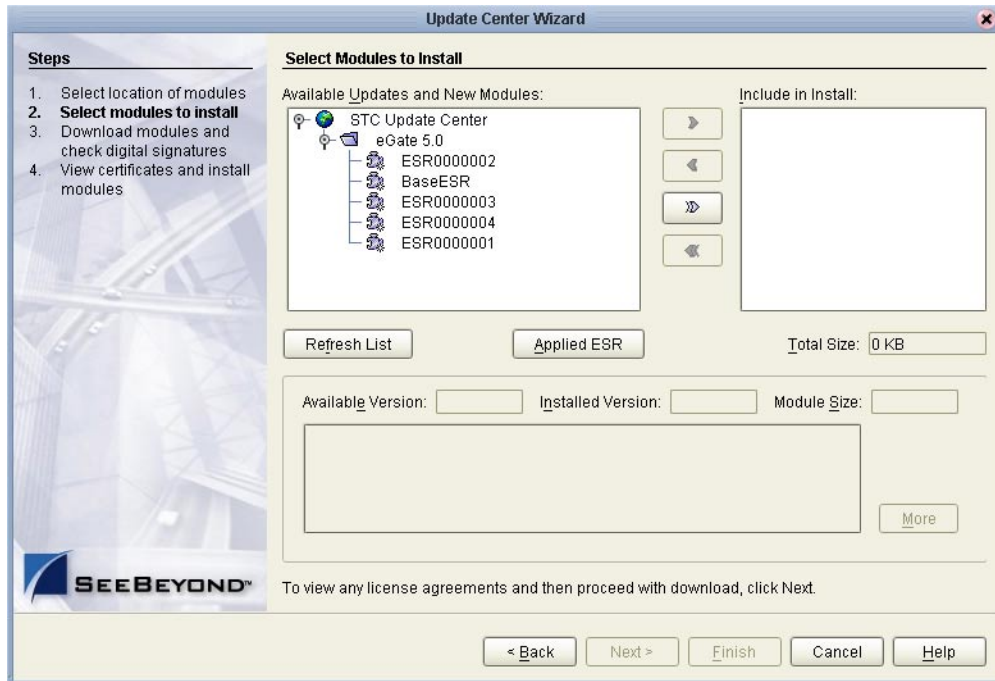 Update Center Wizard
Steps
1. Select location of modules
2. Select modules to install
3. Download modules and
check digital signatures
4. View certificates and install
modules
SEEBEYOND™
Select Modules to Install
Available Updates and New Modules:
STC Update Center
eGate 5.0
ESR0000002
BaseESR
ESR0000003
ESR0000004
ESR0000001
Include in Install:
Refresh List
Applied ESR
Total Size: 0 KB
Available Version:
Installed Version:
Module Size:
More
To view any license agreements and then proceed with download, click Next.
< Back
Next >
Finish
Cancel
Help